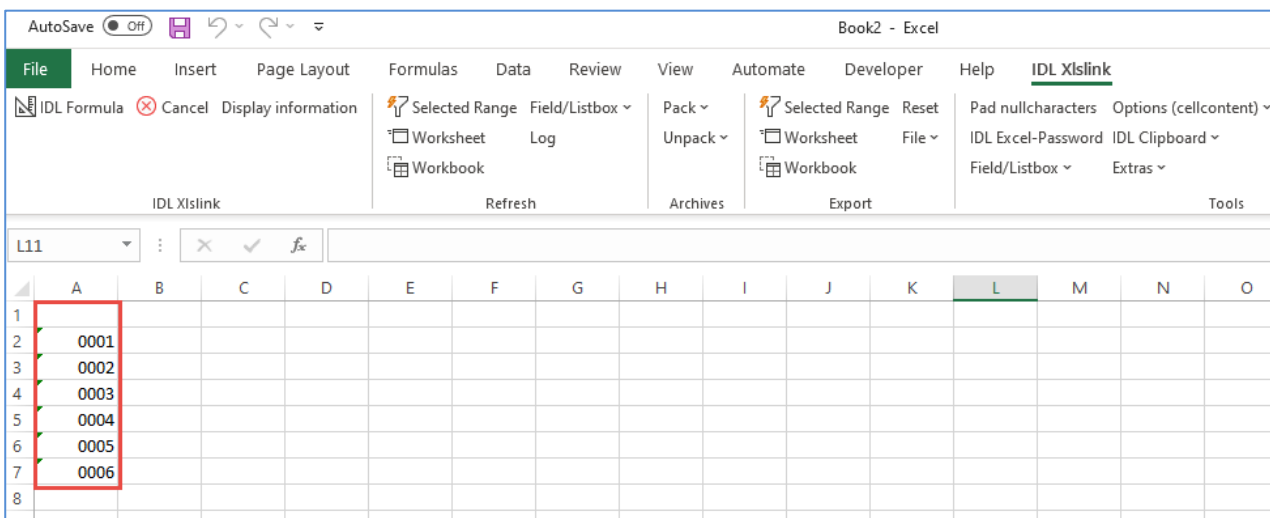 AutoSave Off Book2 - Excel
File Home Insert Page Layout Formulas Data Review View Automate Developer Help IDL Xlslink
IDL Formula Cancel Display information Selected Range Field/Listbox Pack Selected Range Reset Pad nullcharacters Options (cellcontent)
Worksheet Log Unpack Worksheet File IDL Excel-Password IDL Clipboard
Workbook Workbook Field/Listbox Extras
IDL Xlslink Refresh Archives Export Tools
L11 fx
A B C D E F G H I J K L M N O
1
2 0001
3 0002
4 0003
5 0004
6 0005
7 0006
8